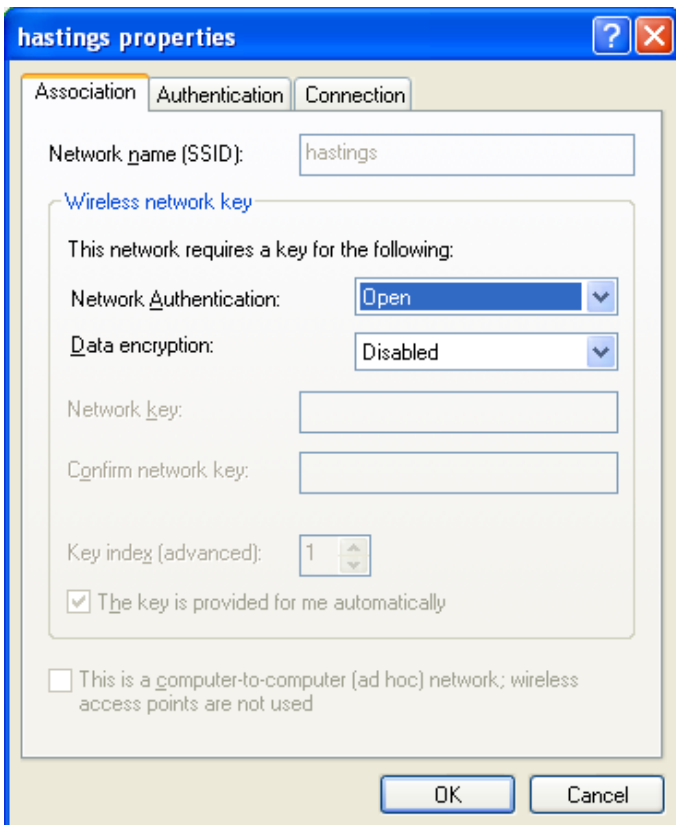 hastings properties
Association Authentication Connection
Network name (SSID): hastings
Wireless network key
This network requires a key for the following:
Network Authentication: Open
Data encryption: Disabled
Network key:
Confirm network key:
Key index (advanced): 1
The key is provided for me automatically
This is a computer-to-computer (ad hoc) network; wireless
access points are not used
OK Cancel